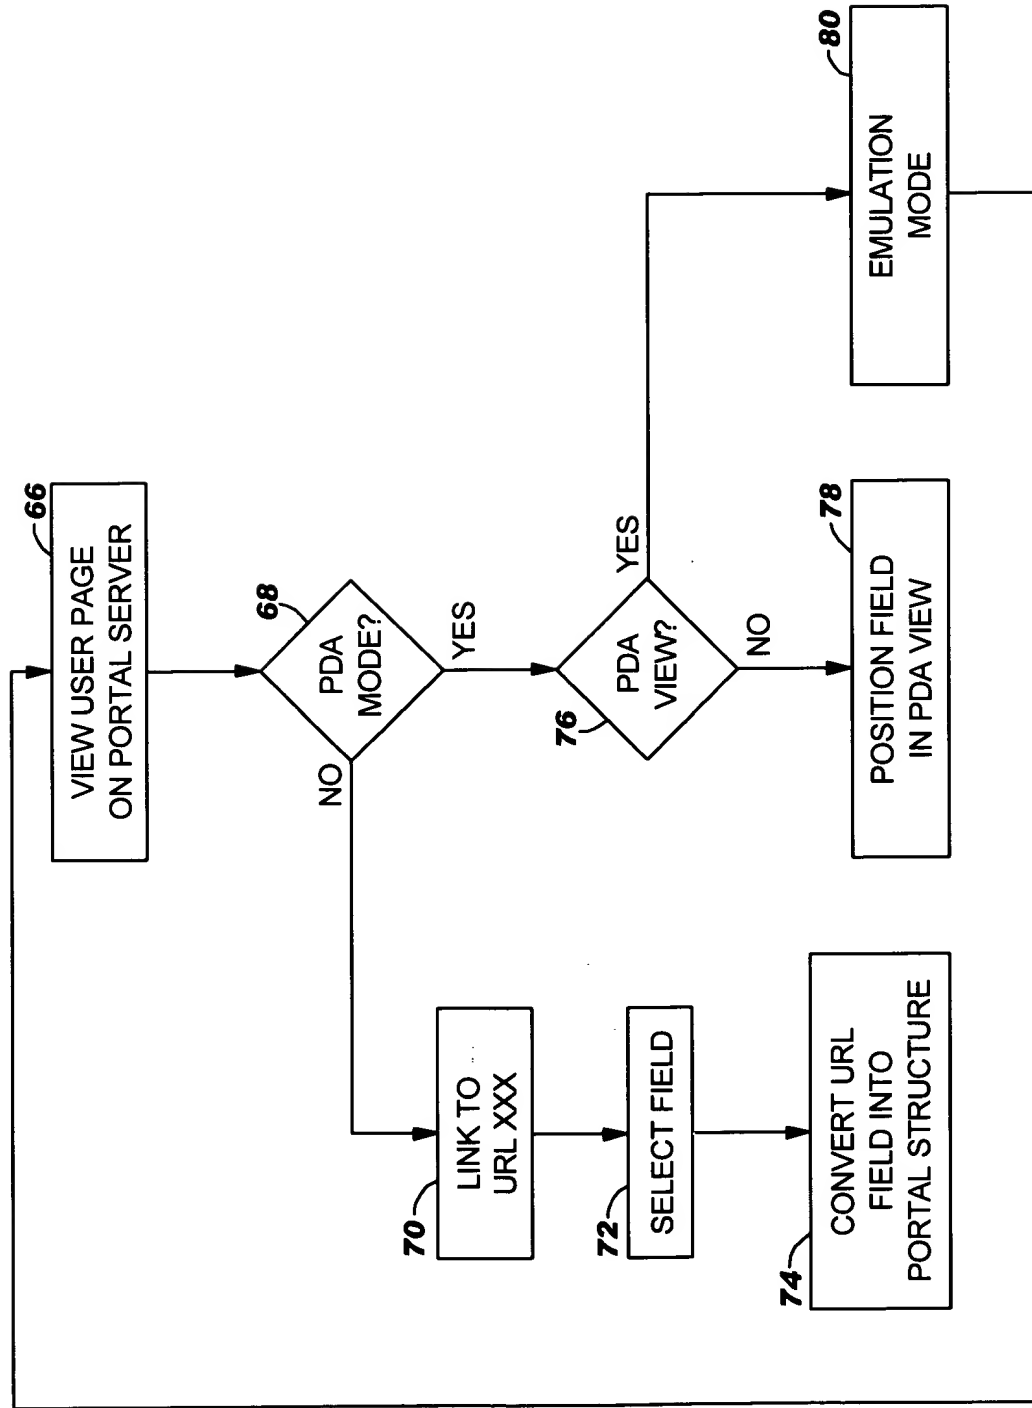 66
VIEW USER PAGE
ON PORTAL SERVER
68
PDA
MODE?
NO
YES
70
LINK TO
URL XXX
72
SELECT FIELD
74
CONVERT URL
FIELD INTO
PORTAL STRUCTURE
76
PDA
VIEW?
YES
NO
78
POSITION FIELD
IN PDA VIEW
80
EMULATION
MODE